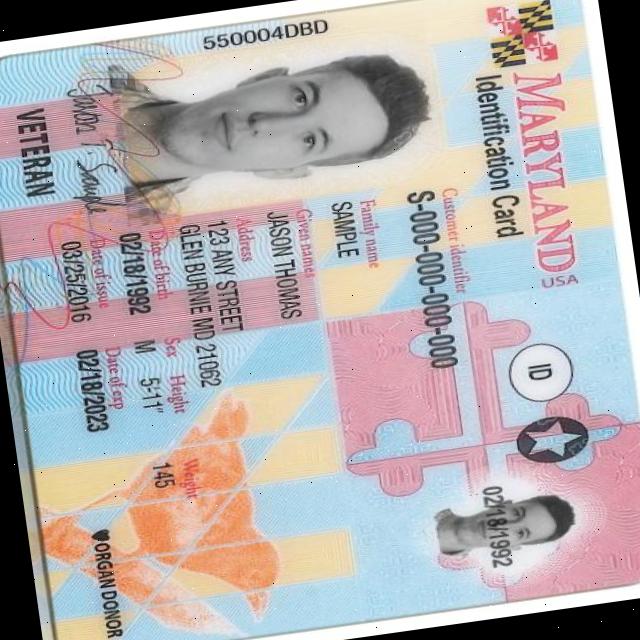 MARYLAND
USA
Identification Card
ID
Customer identifier
S-000-000-000-000
Family name
SAMPLE
Given names
JASON THOMAS
Address
123 ANY STREET
GLEN BURNIE MD 21062
Date of birth Sex Height Weight
02/18/1992 M 5'-11" 145
Date of issue Date of exp
03/25/2016 02/18/2023
VETERAN
ORGAN DONOR
550004DBD
02/18/1992
Jason T Sample